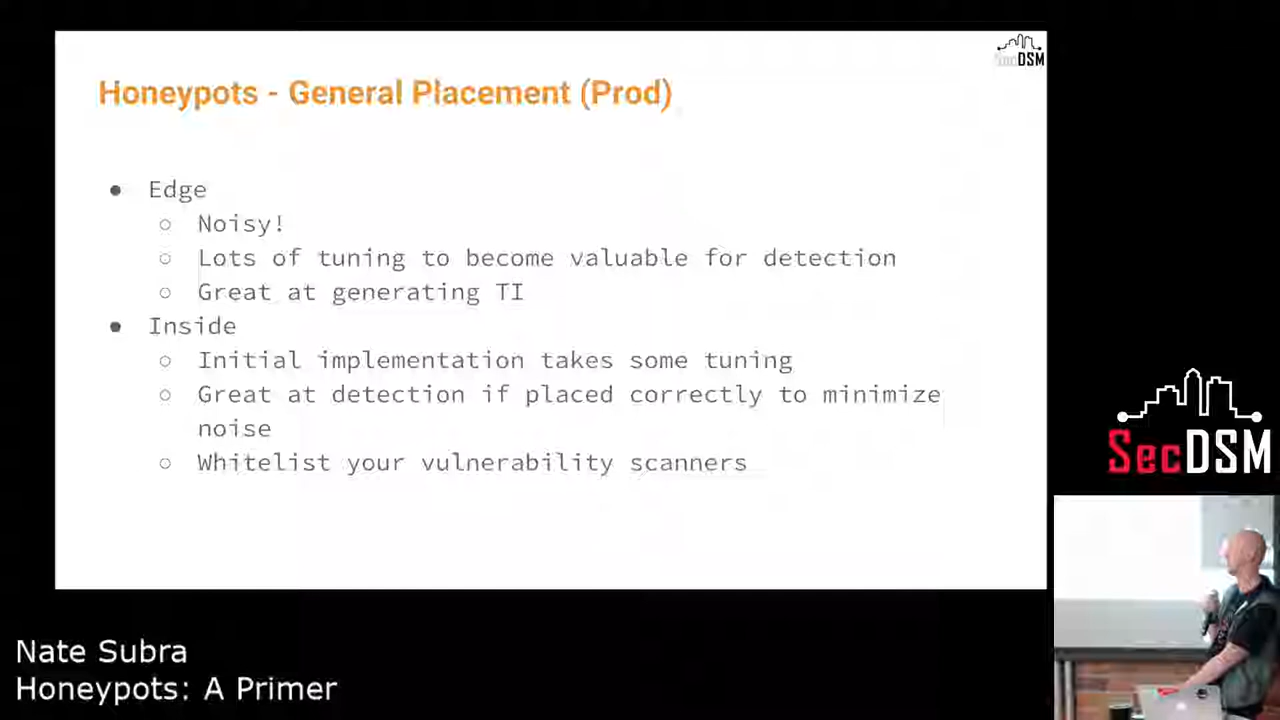 SecDSM
Honeypots - General Placement (Prod)
● Edge
○ Noisy!
○ Lots of tuning to become valuable for detection
○ Great at generating TI
● Inside
○ Initial implementation takes some tuning
○ Great at detection if placed correctly to minimize
noise
○ Whitelist your vulnerability scanners
SecDSM
Nate Subra
Honeypots: A Primer